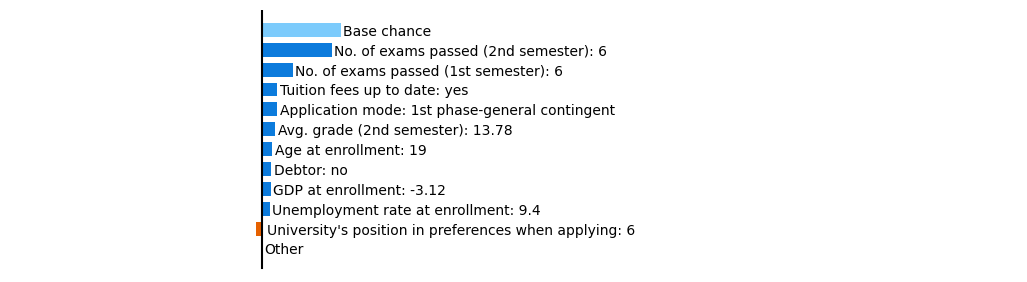 Base chance
No. of exams passed (2nd semester): 6
No. of exams passed (1st semester): 6
Tuition fees up to date: yes
Application mode: 1st phase-general contingent
Avg. grade (2nd semester): 13.78
Age at enrollment: 19
Debtor: no
GDP at enrollment: -3.12
Unemployment rate at enrollment: 9.4
University's position in preferences when applying: 6
Other